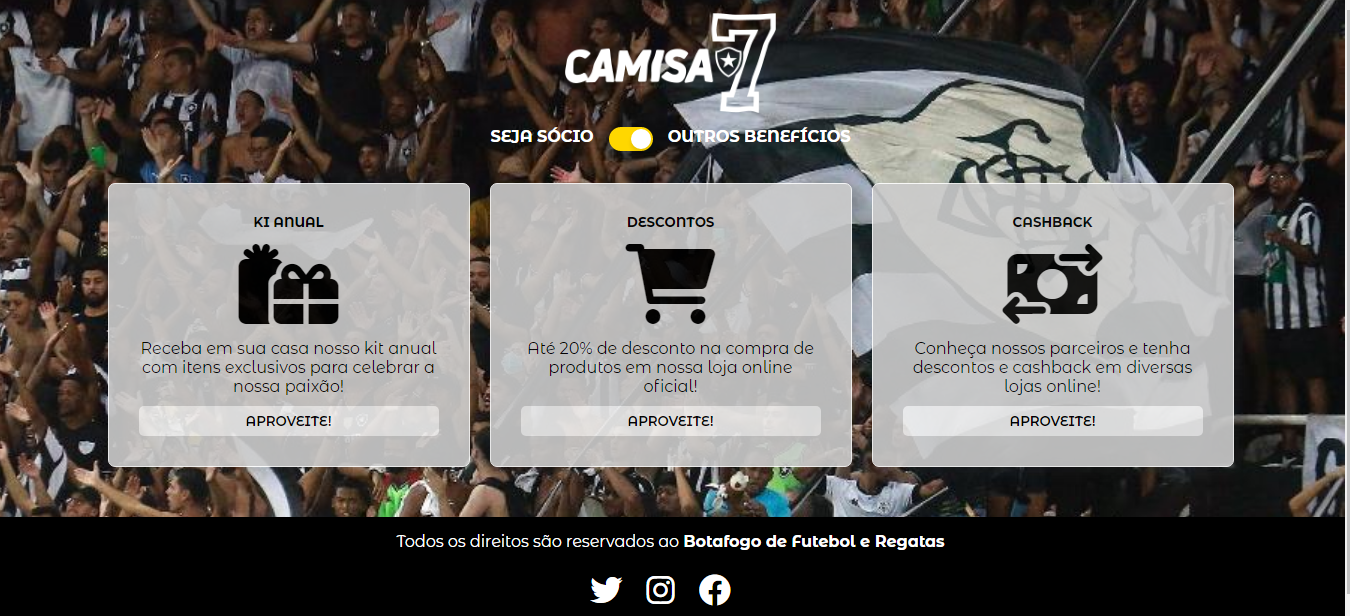 CAMISA 7
SEJA SÓCIO OUTROS BENEFÍCIOS
KI ANUAL
Receba em sua casa nosso kit anual
com itens exclusivos para celebrar a
nossa paixão!
APROVEITE!
DESCONTOS
Até 20% de desconto na compra de
produtos em nossa loja online
oficial!
APROVEITE!
CASHBACK
Conheça nossos parceiros e tenha
descontos e cashback em diversas
lojas online!
APROVEITE!
Todos os direitos são reservados ao Botafogo de Futebol e Regatas